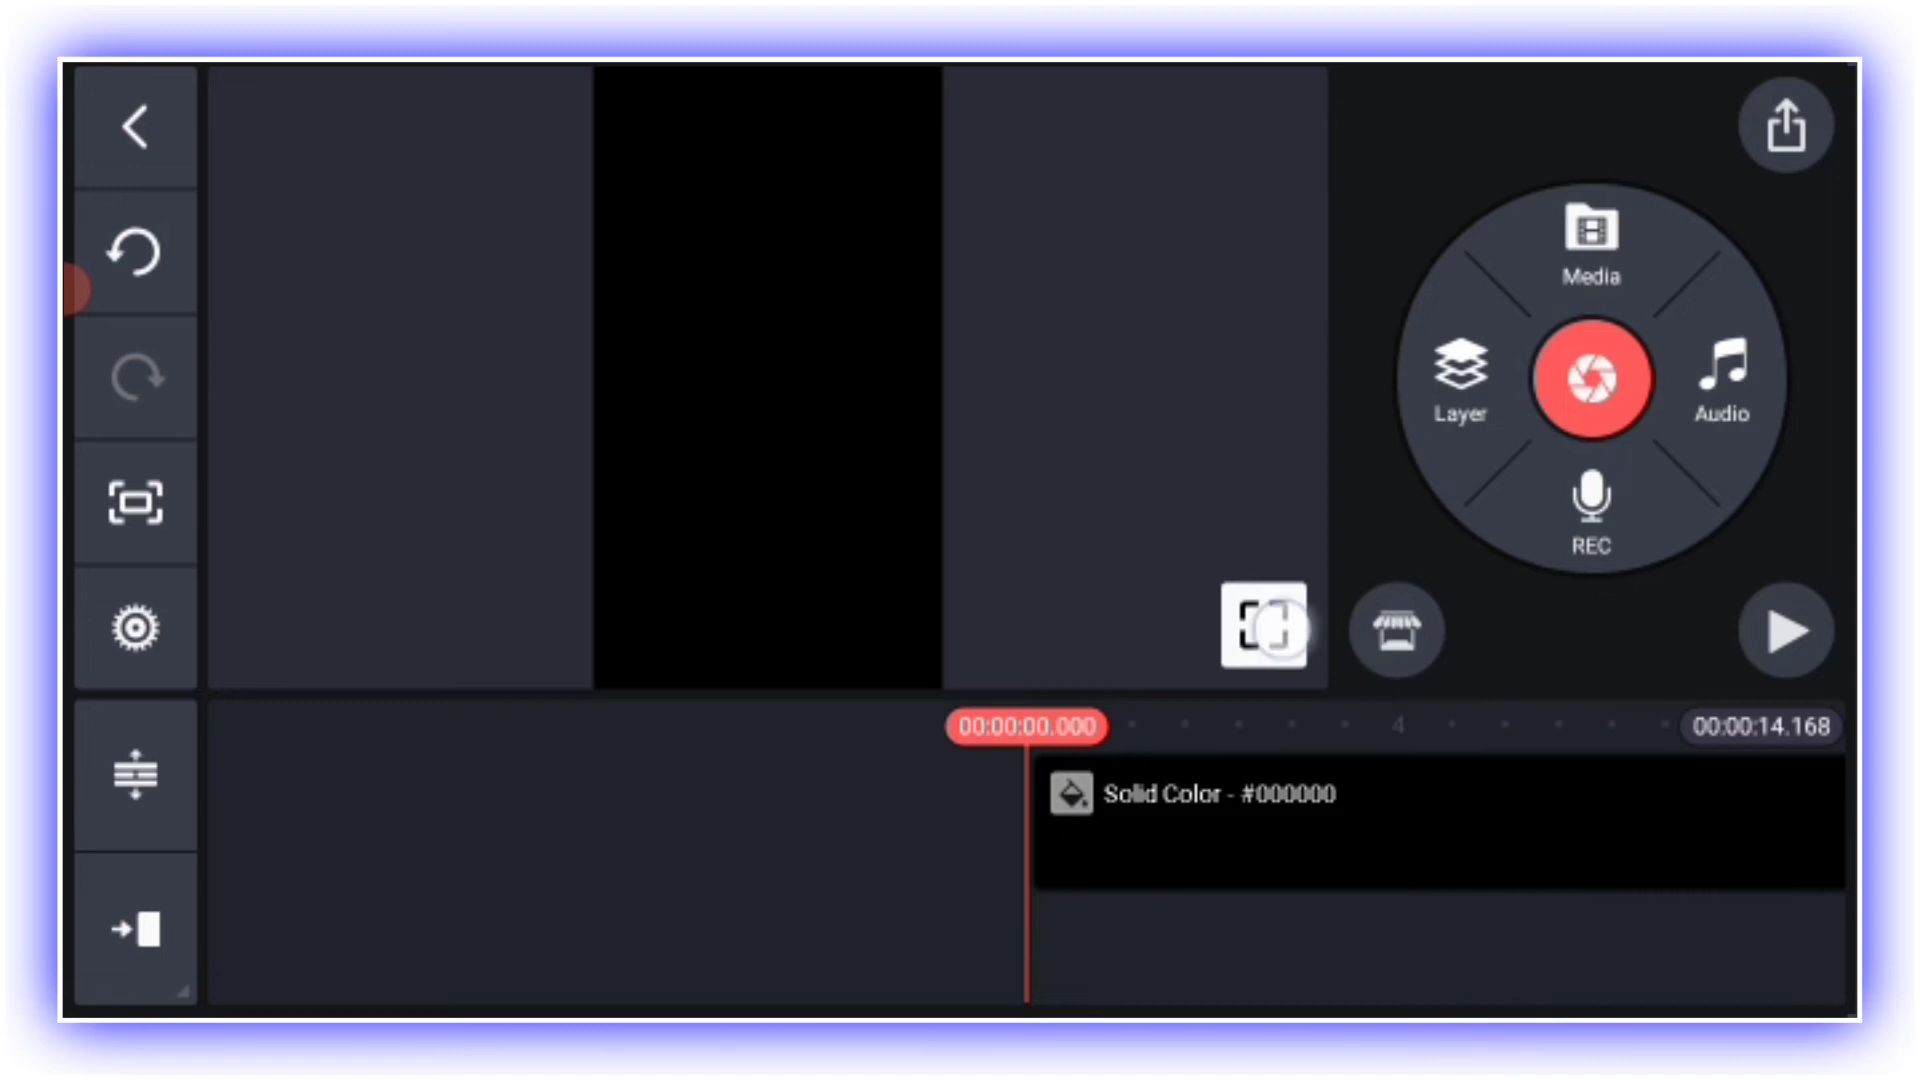 Media
Layer
Audio
REC
00:00:00.000
4
00:00:14.168
Solid Color - #000000